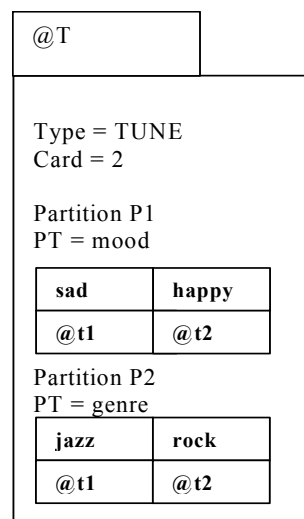 @T
Type = TUNE
Card = 2
Partition P1
PT = mood
sad happy
@t1 @t2
Partition P2
PT = genre
jazz rock
@t1 @t2